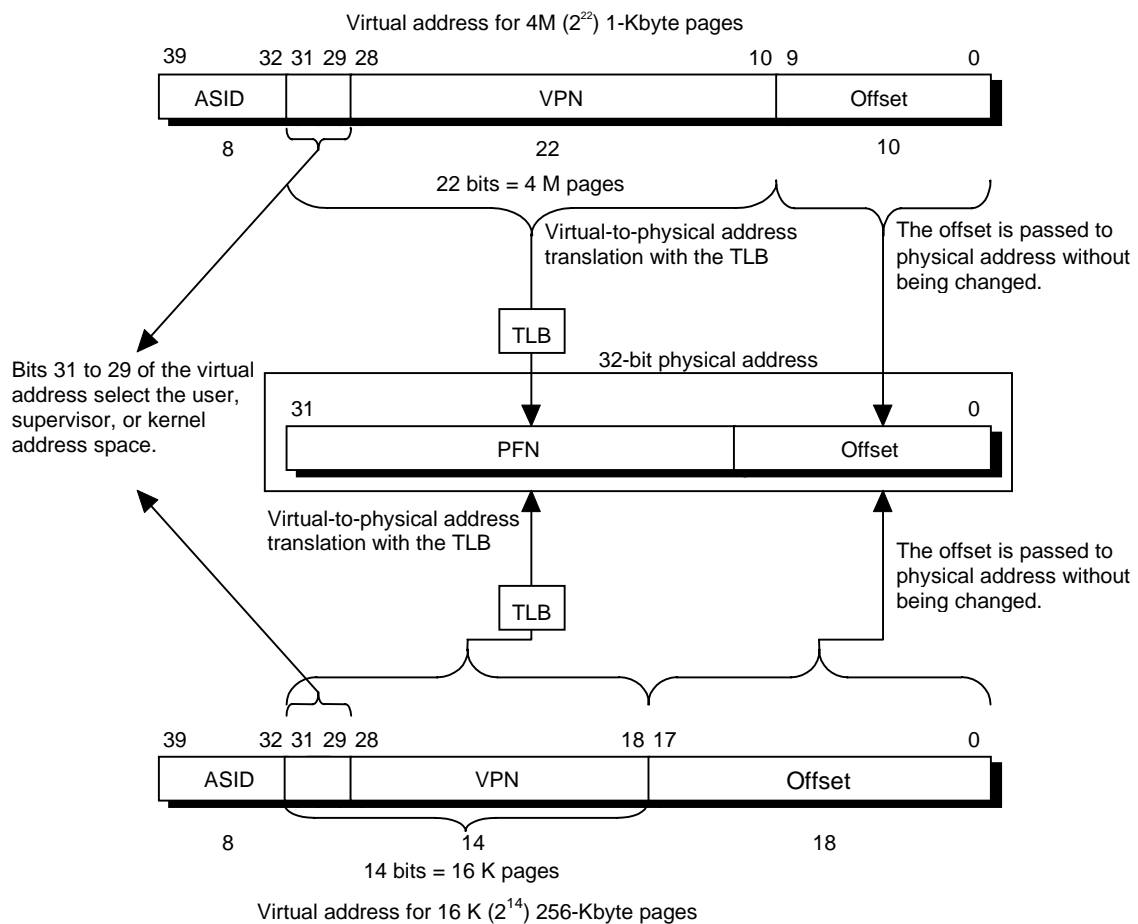 Virtual address for 4M (2²²) 1-Kbyte pages
39 32 31 29 28 10 9 0
ASID VPN Offset
8 22 10
22 bits = 4 M pages
Virtual-to-physical address
translation with the TLB
The offset is passed to
physical address without
being changed.
TLB
32-bit physical address
Bits 31 to 29 of the virtual
address select the user,
supervisor, or kernel
address space.
31 0
PFN Offset
Virtual-to-physical address
translation with the TLB
The offset is passed to
physical address without
being changed.
TLB
39 32 31 29 28 18 17 0
ASID VPN Offset
8 14 18
14 bits = 16 K pages
Virtual address for 16 K (2¹⁴) 256-Kbyte pages